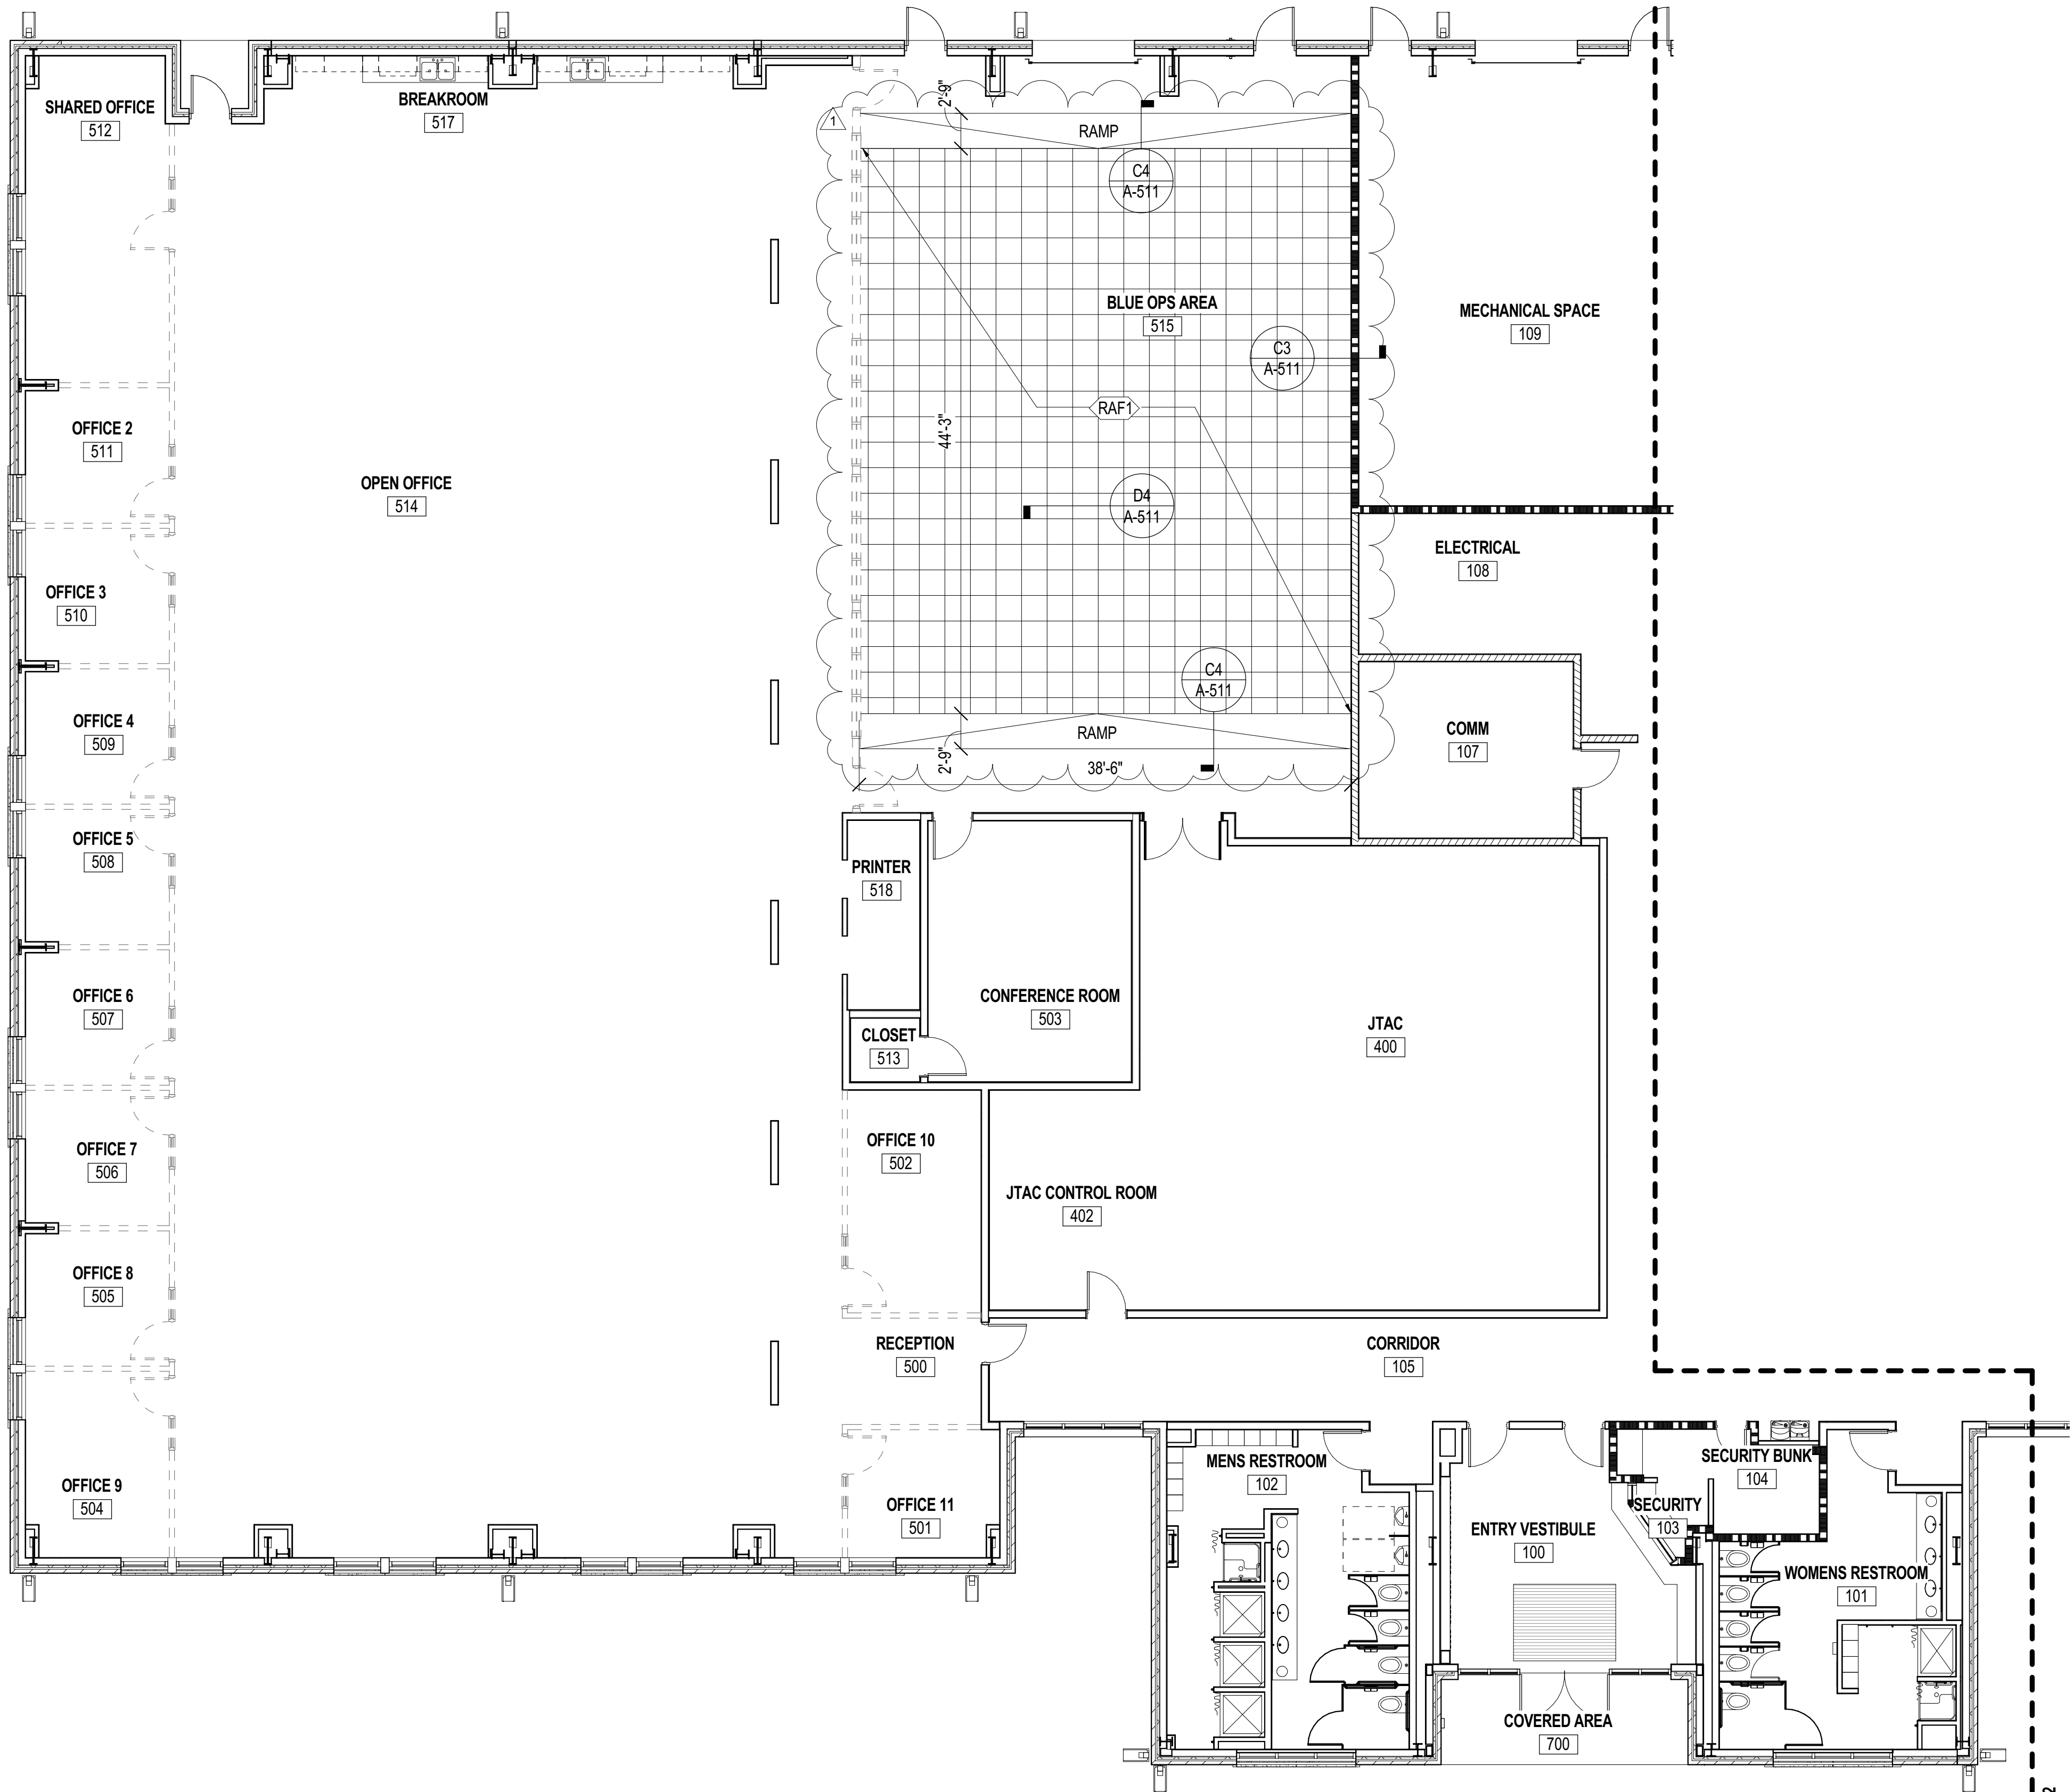 SHARED OFFICE
512
BREAKROOM
517
1
2'-9"
RAMP
C4
A-511
BLUE OPS AREA
515
C3
A-511
MECHANICAL SPACE
109
RAF1
44'-3"
OFFICE 2
511
OPEN OFFICE
514
D4
A-511
ELECTRICAL
108
OFFICE 3
510
C4
A-511
OFFICE 4
509
RAMP
COMM
107
2'-9"
38'-6"
OFFICE 5
508
PRINTER
518
OFFICE 6
507
CONFERENCE ROOM
503
JTAC
400
CLOSET
513
OFFICE 7
506
OFFICE 10
502
JTAC CONTROL ROOM
402
OFFICE 8
505
RECEPTION
500
CORRIDOR
105
OFFICE 9
504
OFFICE 11
501
MENS RESTROOM
102
SECURITY BUNK
104
SECURITY
103
ENTRY VESTIBULE
100
WOMENS RESTROOM
101
COVERED AREA
700
2